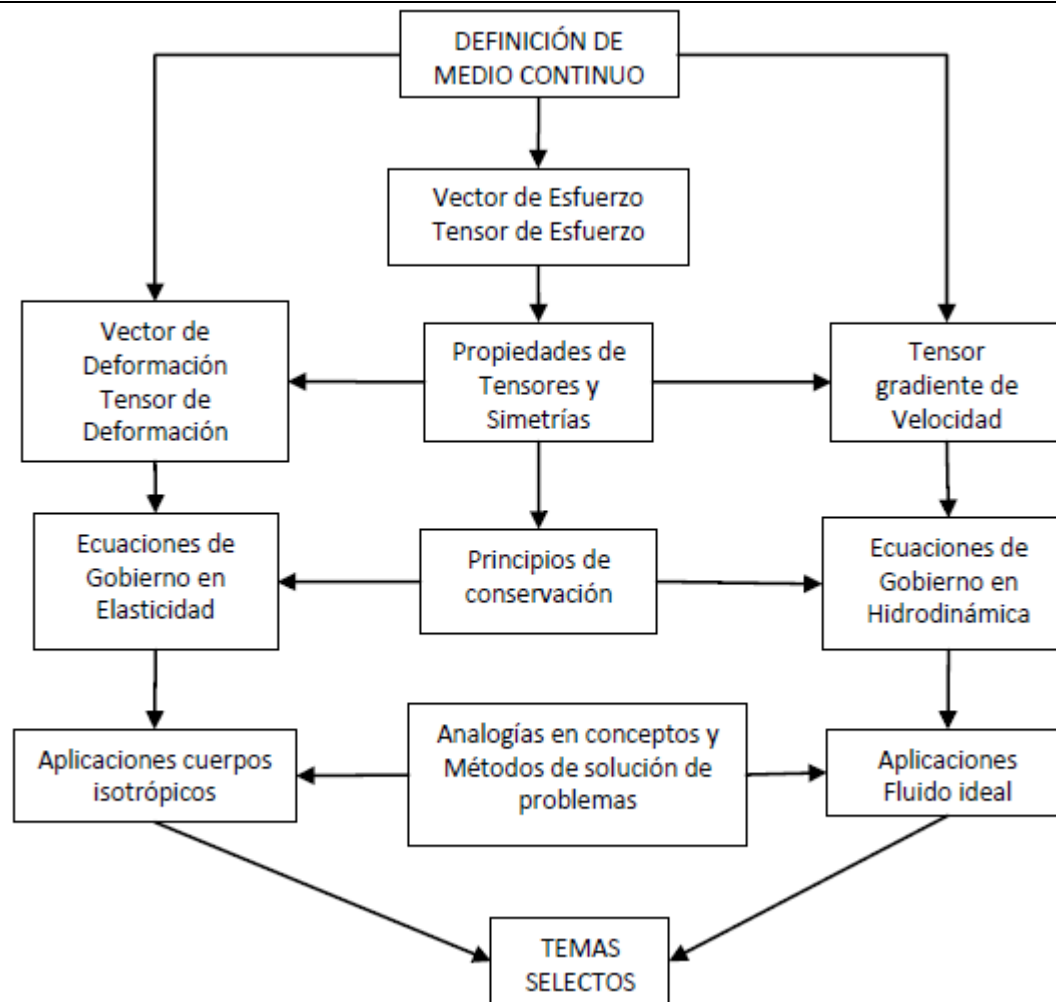 DEFINICIÓN DE
MEDIO CONTINUO
Vector de Esfuerzo
Tensor de Esfuerzo
Vector de
Deformación
Tensor de
Deformación
Propiedades de
Tensores y
Simetrías
Tensor
gradiente de
Velocidad
Ecuaciones de
Gobierno en
Elasticidad
Principios de
conservación
Ecuaciones de
Gobierno en
Hidrodinámica
Aplicaciones cuerpos
isotrópicos
Analogías en conceptos y
Métodos de solución de
problemas
Aplicaciones
Fluido ideal
TEMAS
SELECTOS